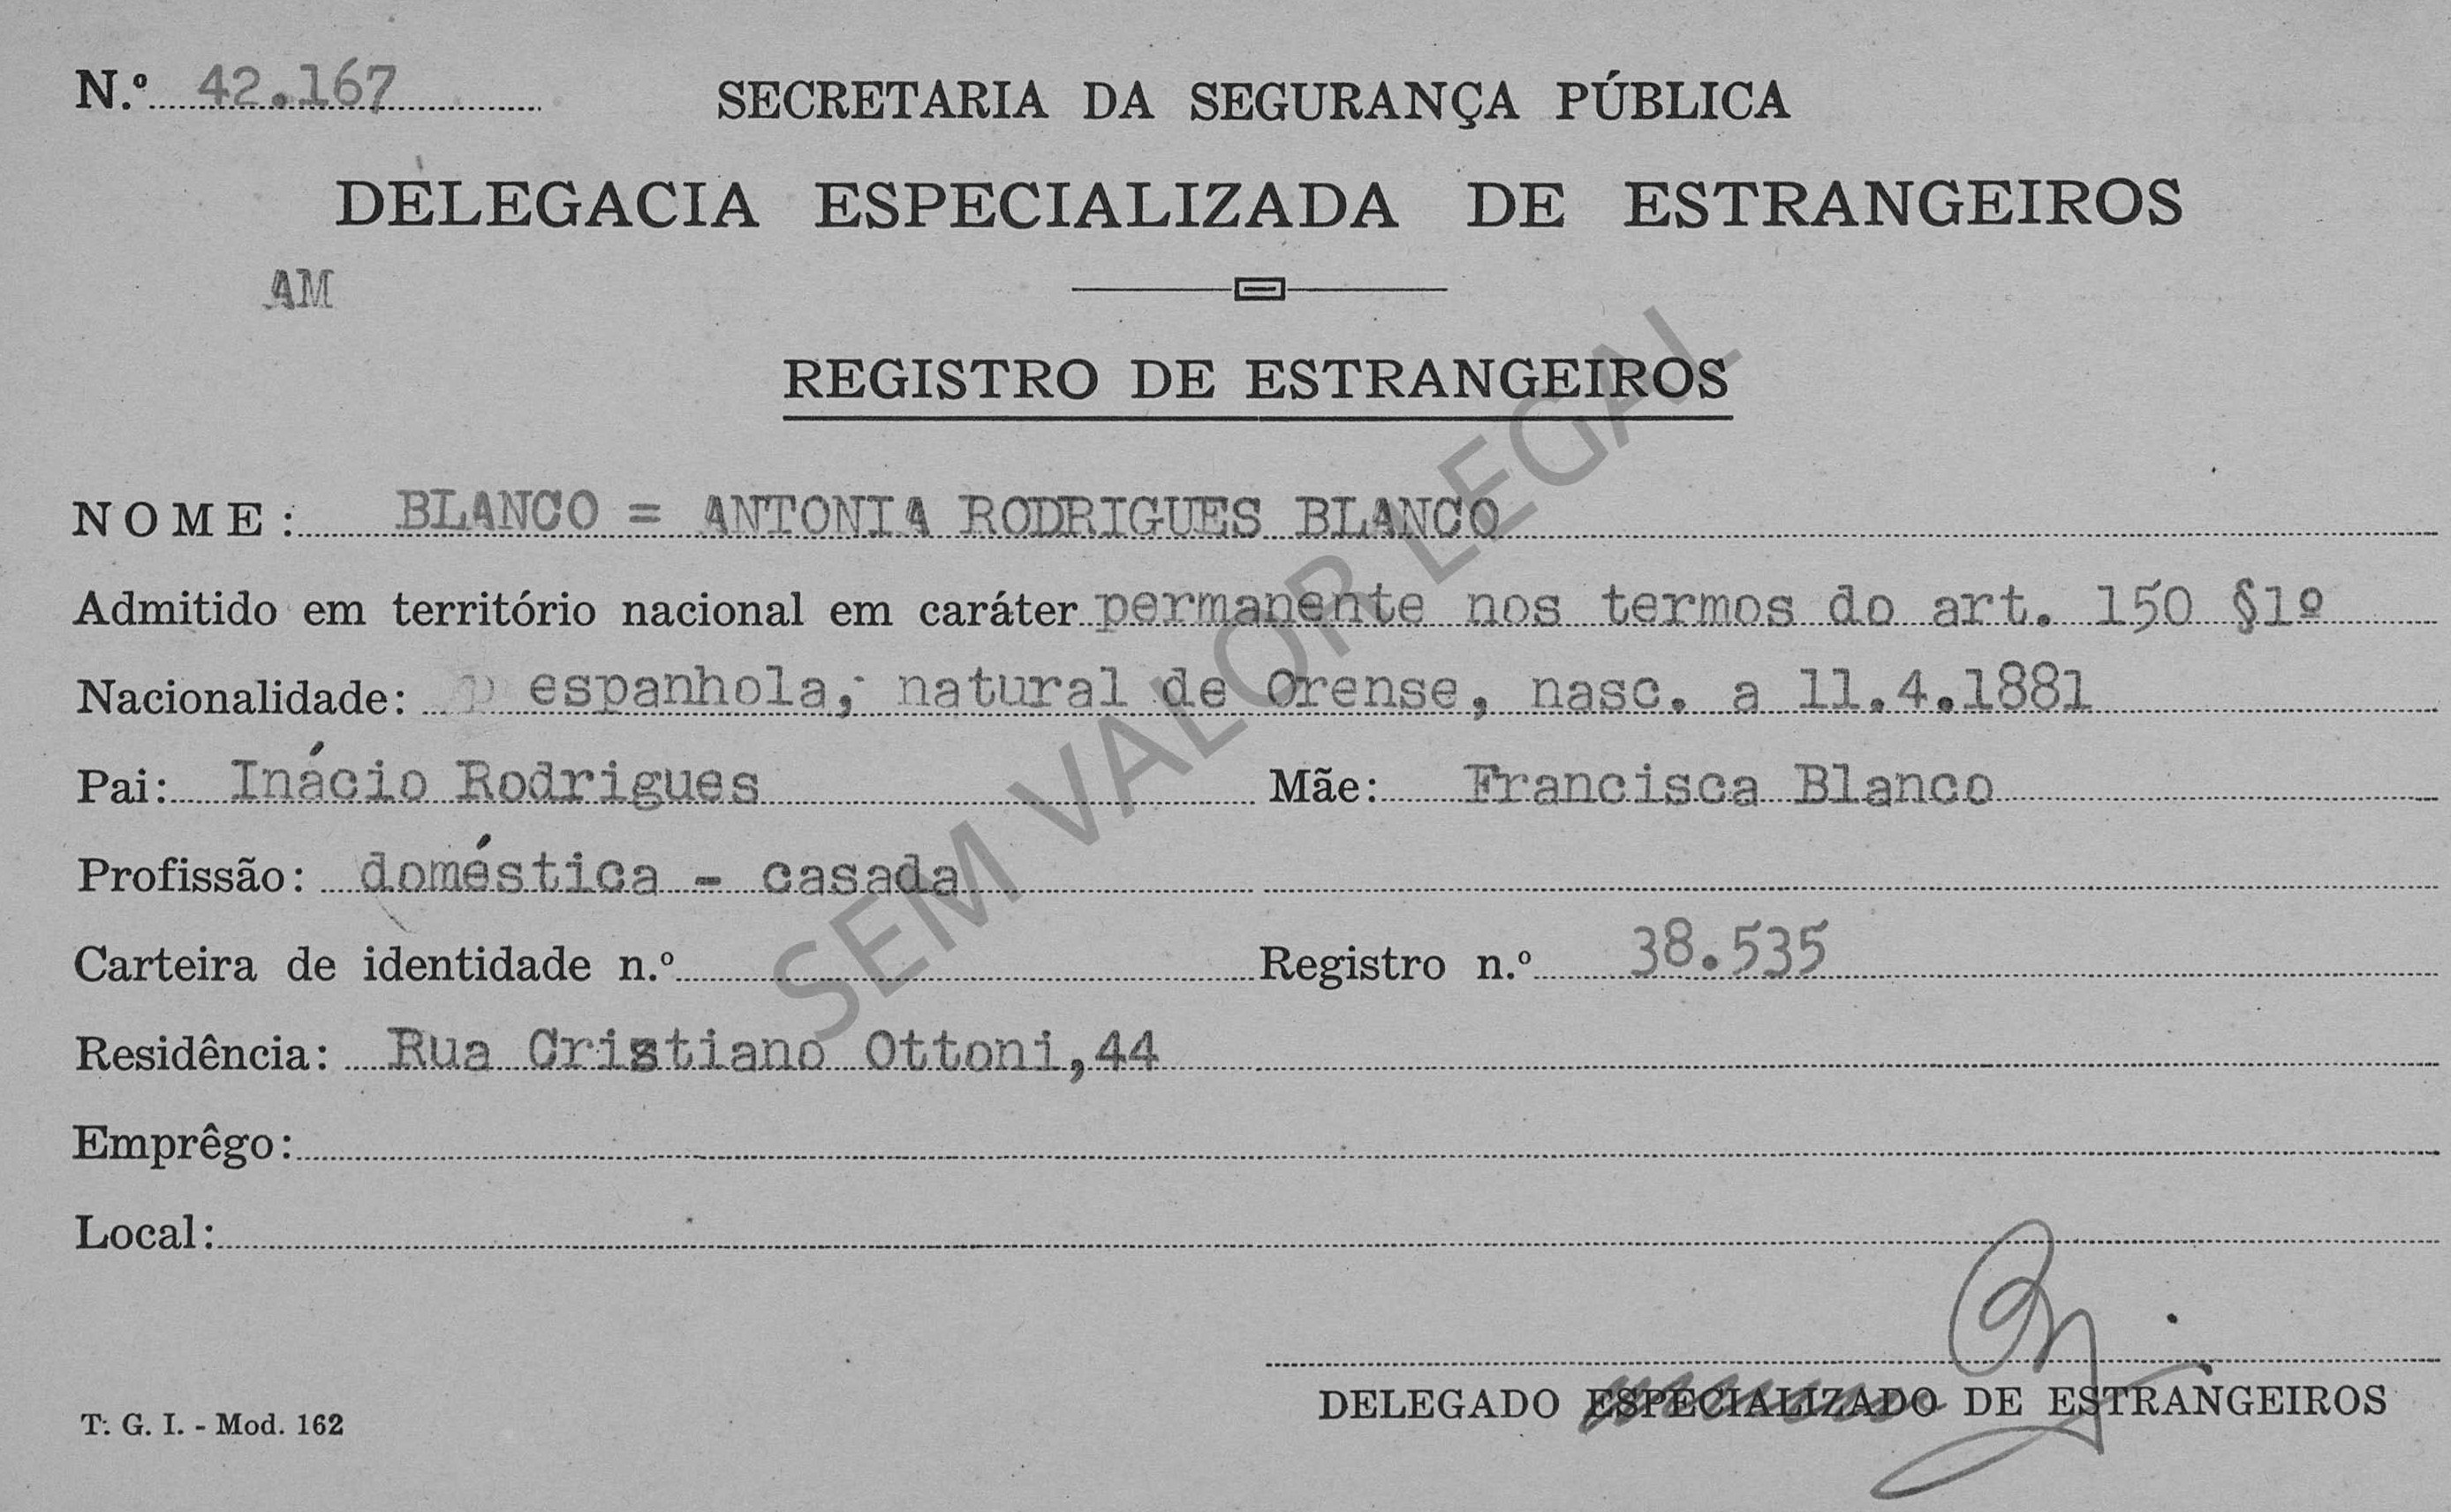 N.º 42.167
SECRETARIA DA SEGURANÇA PÚBLICA
DELEGACIA ESPECIALIZADA DE ESTRANGEIROS
AM
REGISTRO DE ESTRANGEIROS
NOME: BLANCO = ANTONIA RODRIGUES BLANCO
Admitido em território nacional em caráter permanente nos termos do art. 150 §1º
Nacionalidade: espanhola, natural de Orense, nasc. a 11.4.1881
Pai: Inácio Rodrigues Mãe: Francisca Blanco
Profissão: doméstica - casada
Carteira de identidade n.º Registro n.º 38.535
Residência: Rua Cristiano Ottoni,44
Emprêgo:
Local:
DELEGADO ESPECIALIZADO DE ESTRANGEIROS
T. G. I. - Mod. 162
SEM VALOR LEGAL